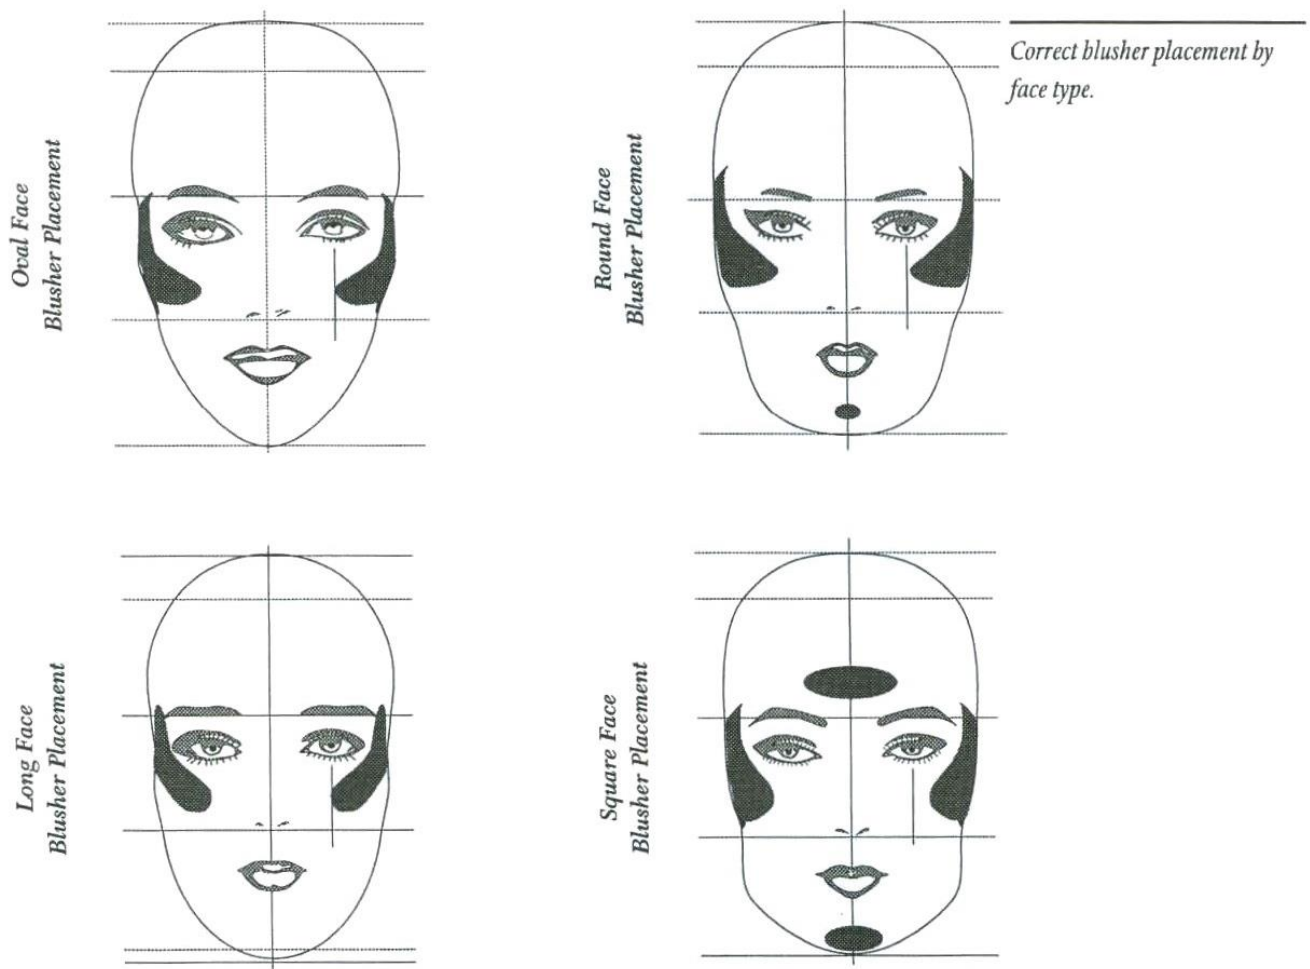 Correct blusher placement by
face type.
Oval Face
Blusher Placement
Round Face
Blusher Placement
Long Face
Blusher Placement
Square Face
Blusher Placement